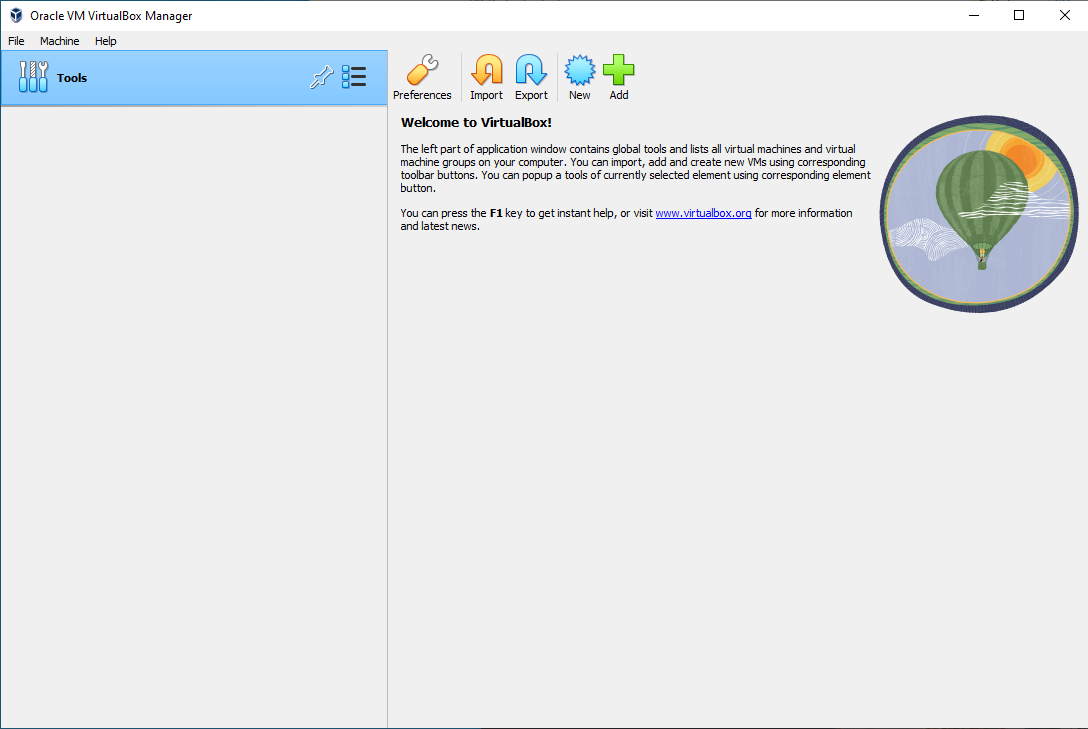 Oracle VM VirtualBox Manager
File Machine Help
Tools
Preferences Import Export New Add
Welcome to VirtualBox!
The left part of application window contains global tools and lists all virtual machines and virtual
machine groups on your computer. You can import, add and create new VMs using corresponding
toolbar buttons. You can popup a tools of currently selected element using corresponding element
button.
You can press the F1 key to get instant help, or visit www.virtualbox.org for more information
and latest news.